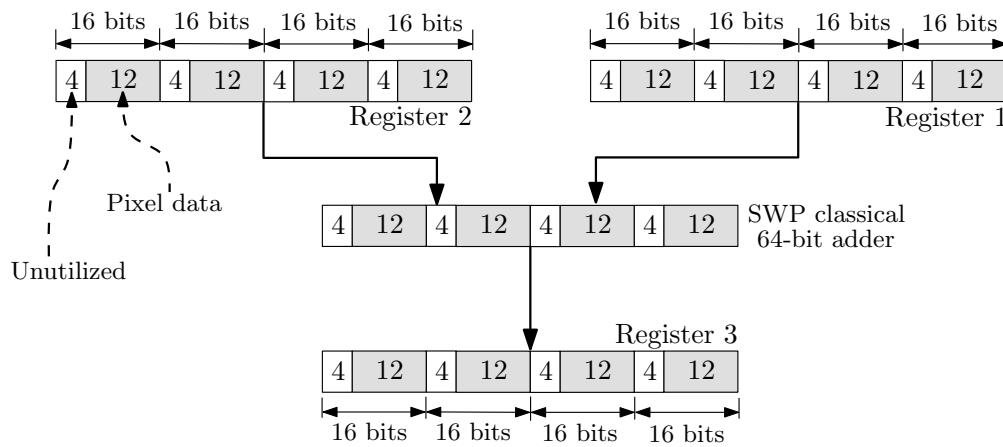 16 bits 16 bits 16 bits 16 bits
16 bits 16 bits 16 bits 16 bits
4 12 4 12 4 12 4 12
4 12 4 12 4 12 4 12
Register 2
Register 1
Pixel data
Unutilized
4 12 4 12 4 12 4 12
SWP classical
64-bit adder
Register 3
4 12 4 12 4 12 4 12
16 bits 16 bits 16 bits 16 bits